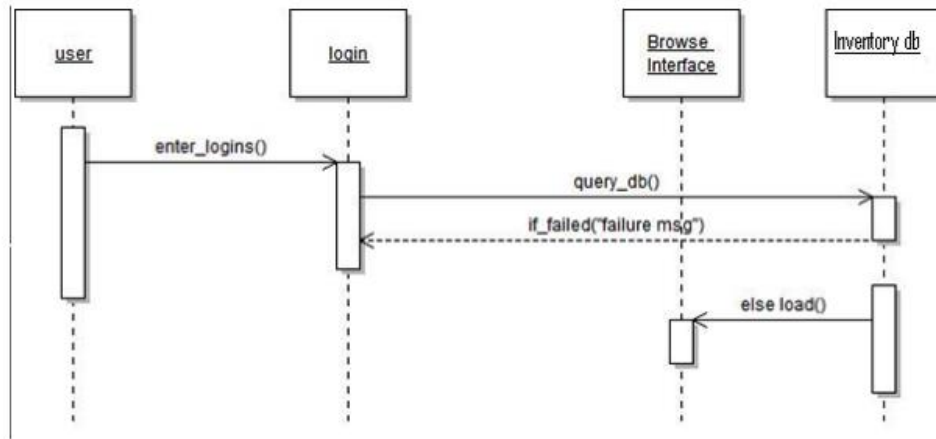 user
login
Browse
Interface
Inventory db
enter_logins()
query_db()
if_failed("failure msg")
else load()